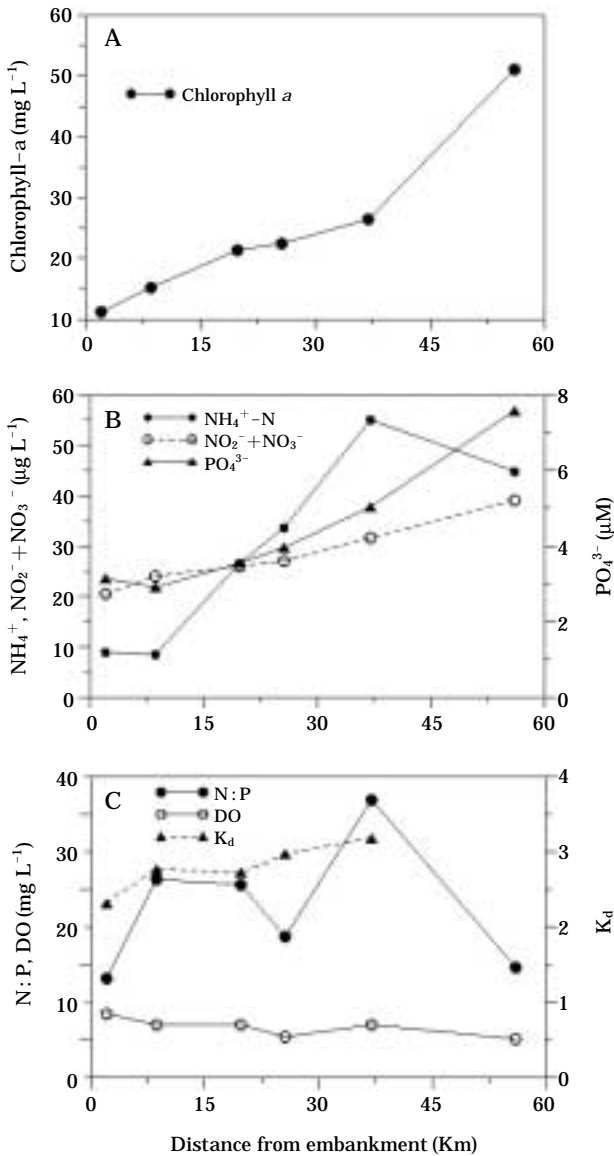 A
Chlorophyll a
Chlorophyll-a (mg L⁻¹)
60
50
40
30
20
10
0 15 30 45 60
B
NH₄⁺-N
NO₂⁻+NO₃⁻
PO₄³⁻
NH₄⁺, NO₂⁻+NO₃⁻ (μg L⁻¹)
60
50
40
30
20
10
0
8
6
4
2
0
PO₄³⁻ (μM)
0 15 30 45 60
C
N:P
DO
K_d
N:P, DO (mg L⁻¹)
40
30
20
10
0
4
3
2
1
0
K_d
0 15 30 45 60
Distance from embankment (Km)